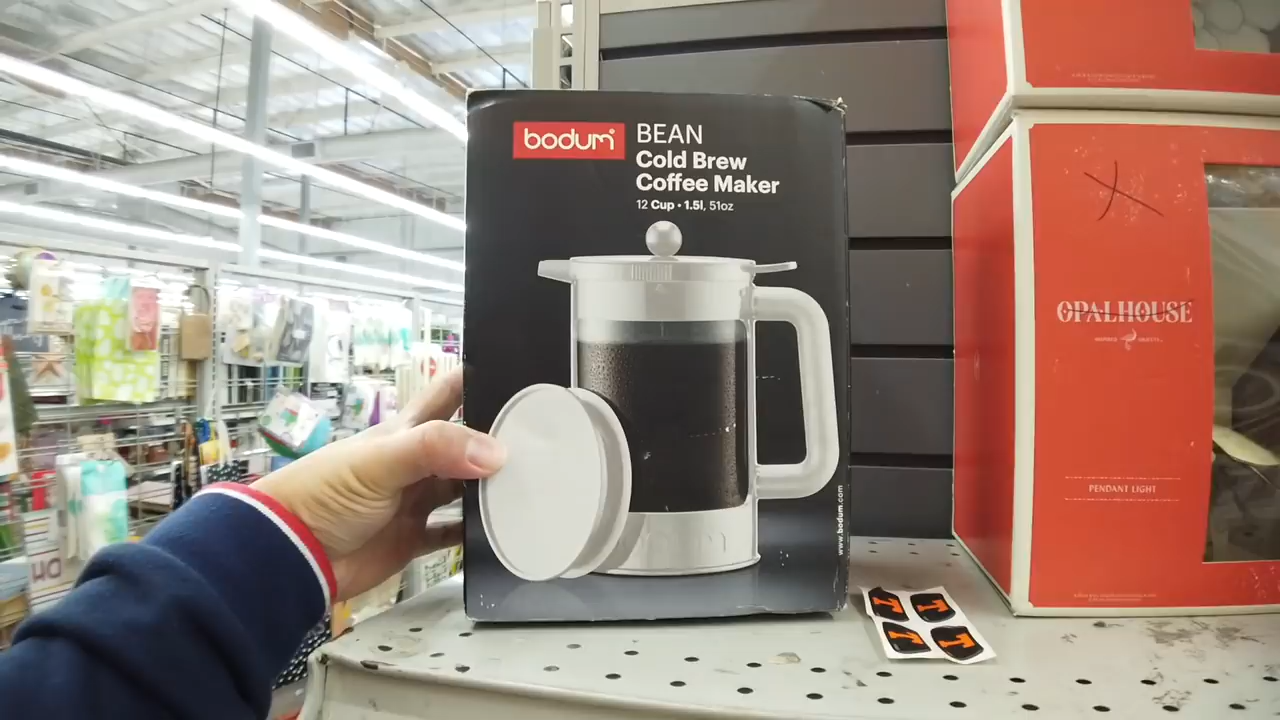 bodum
BEAN
Cold Brew
Coffee Maker
12 Cup • 1.5l, 51oz
www.bodum.com
OPALHOUSE
PENDANT LIGHT